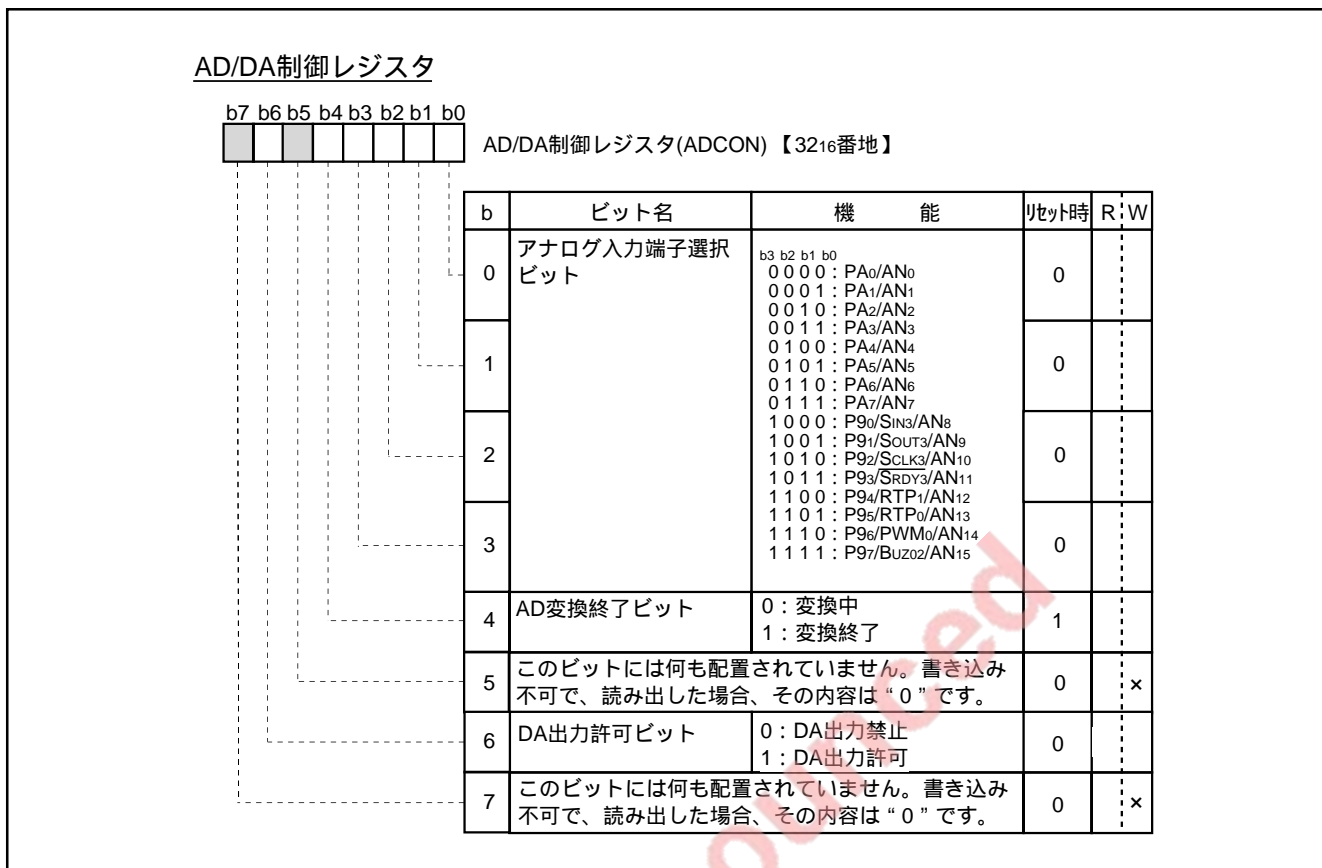 AD/DA制御レジスタ
b7 b6 b5 b4 b3 b2 b1 b0
AD/DA制御レジスタ(ADCON)【3216番地】
b ビット名 機 能 リセット時 R W
0 アナログ入力端子選択
ビット
b3 b2 b1 b0
0 0 0 0 : PA0/AN0
0 0 0 1 : PA1/AN1
0 0 1 0 : PA2/AN2
0 0 1 1 : PA3/AN3
0 1 0 0 : PA4/AN4
0 1 0 1 : PA5/AN5
0 1 1 0 : PA6/AN6
0 1 1 1 : PA7/AN7
1 0 0 0 : P90/SIN3/AN8
1 0 0 1 : P91/SOUT3/AN9
1 0 1 0 : P92/SCLK3/AN10
1 0 1 1 : P93/SRDY3/AN11
1 1 0 0 : P94/RTP1/AN12
1 1 0 1 : P95/RTP0/AN13
1 1 1 0 : P96/PWM0/AN14
1 1 1 1 : P97/BUZ02/AN15
0
1 0
2 0
3 0
4 AD変換終了ビット 0:変換中
1:変換終了 1
5 このビットには何も配置されていません。書き込み
不可で、読み出した場合、その内容は“0”です。 0 ×
6 DA出力許可ビット 0:DA出力禁止
1:DA出力許可 0
7 このビットには何も配置されていません。書き込み
不可で、読み出した場合、その内容は“0”です。 0 ×
ounced